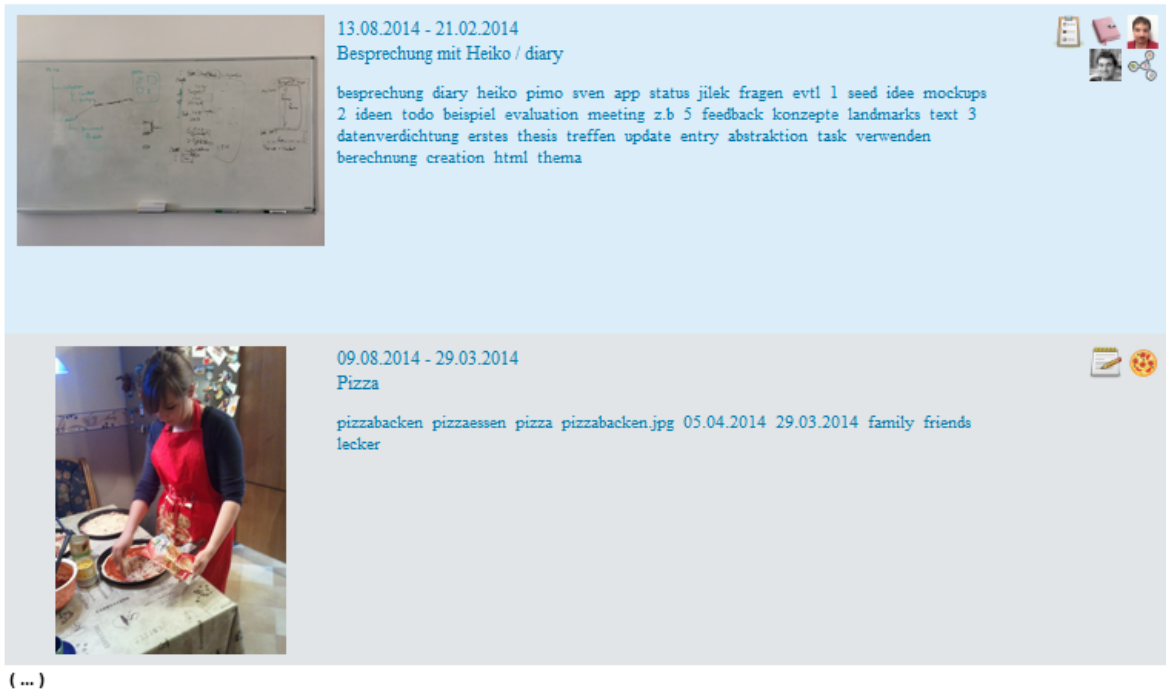 13.08.2014 - 21.02.2014
Besprechung mit Heiko / diary
besprechung diary heiko pimo sven app status jilek fragen evtl 1 seed idee mockups
2 ideen todo beispiel evaluation meeting z.b 5 feedback konzepte landmarks text 3
datenverdichtung erstes thesis treffen update entry abstraktion task verwenden
berechnung creation html thema
09.08.2014 - 29.03.2014
Pizza
pizzabacken pizzaessen pizza pizzabacken.jpg 05.04.2014 29.03.2014 family friends
lecker
( ... )